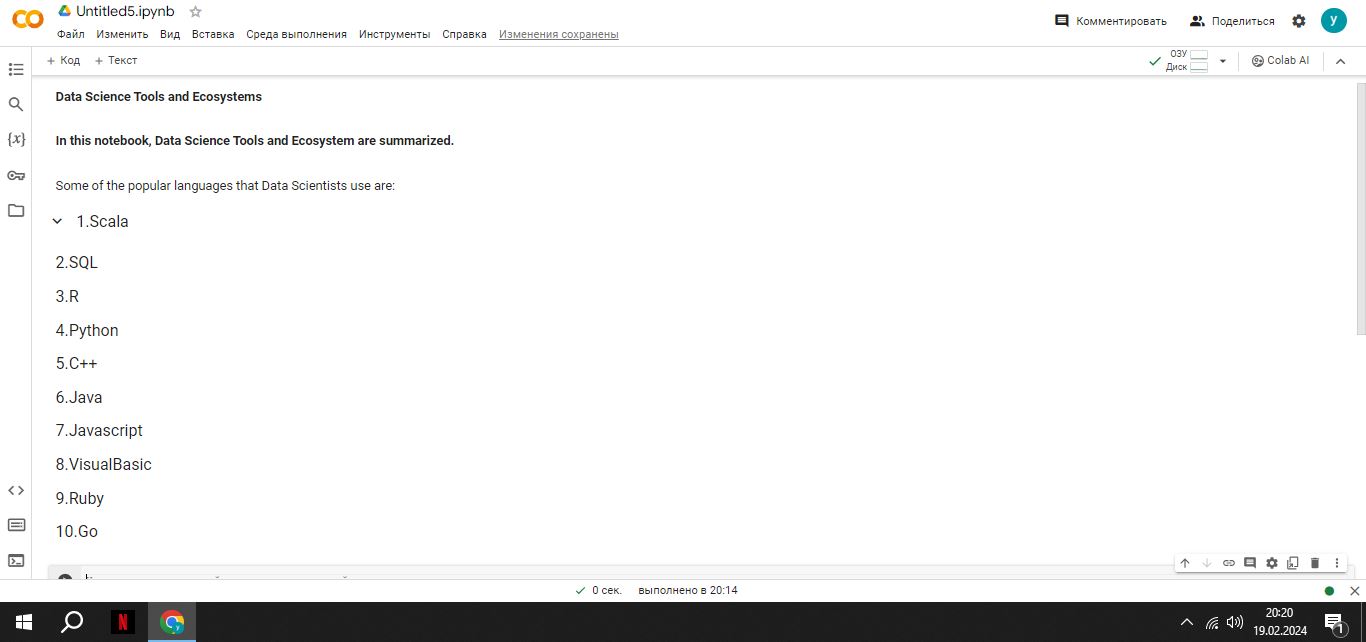 Untitled5.ipynb
Файл Изменить Вид Вставка Среда выполнения Инструменты Справка Изменения сохранены
Комментировать Поделиться y
+ Код + Текст
ОЗУ
Диск
Colab AI
Data Science Tools and Ecosystems
In this notebook, Data Science Tools and Ecosystem are summarized.
Some of the popular languages that Data Scientists use are:
1.Scala
2.SQL
3.R
4.Python
5.C++
6.Java
7.Javascript
8.VisualBasic
9.Ruby
10.Go
0 сек. выполнено в 20:14
N
20:20
19.02.2024
1